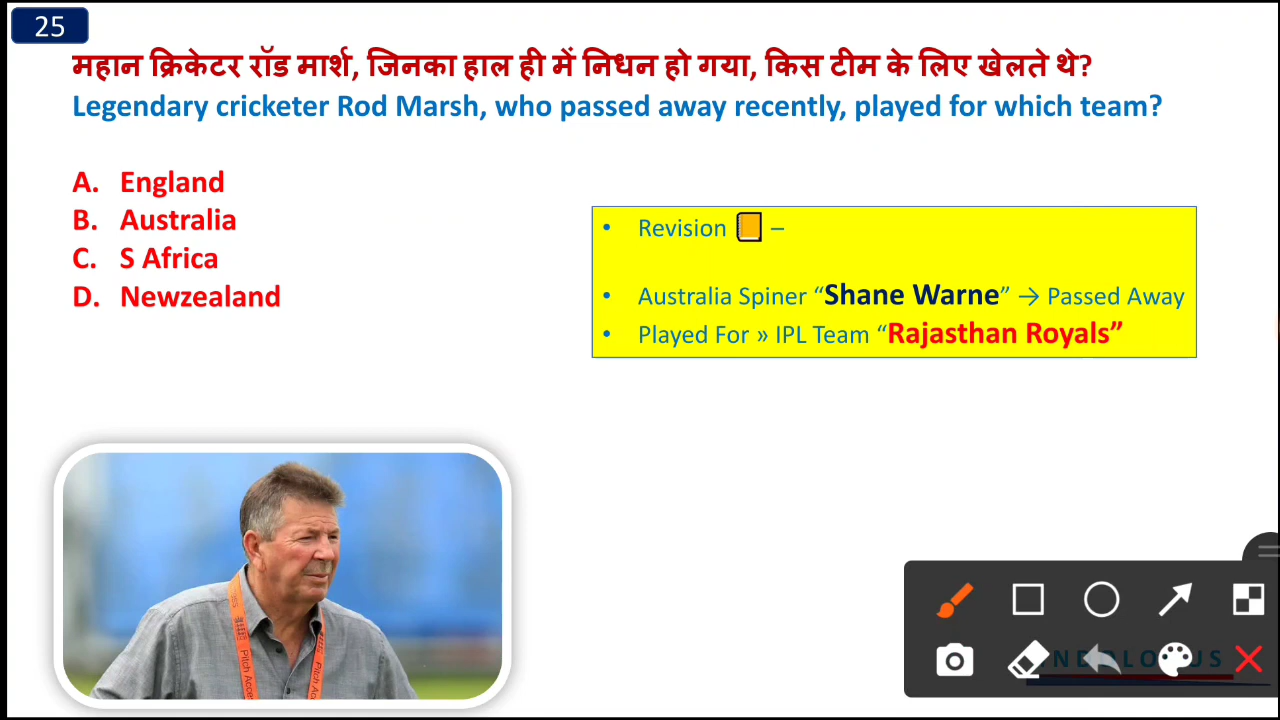 25
महान क्रिकेटर रॉड मार्श, जिनका हाल ही में निधन हो गया, किस टीम के लिए खेलते थे?
Legendary cricketer Rod Marsh, who passed away recently, played for which team?
A. England
B. Australia
C. S Africa
D. Newzealand
• Revision –
• Australia Spiner “Shane Warne” → Passed Away
• Played For » IPL Team “Rajasthan Royals”